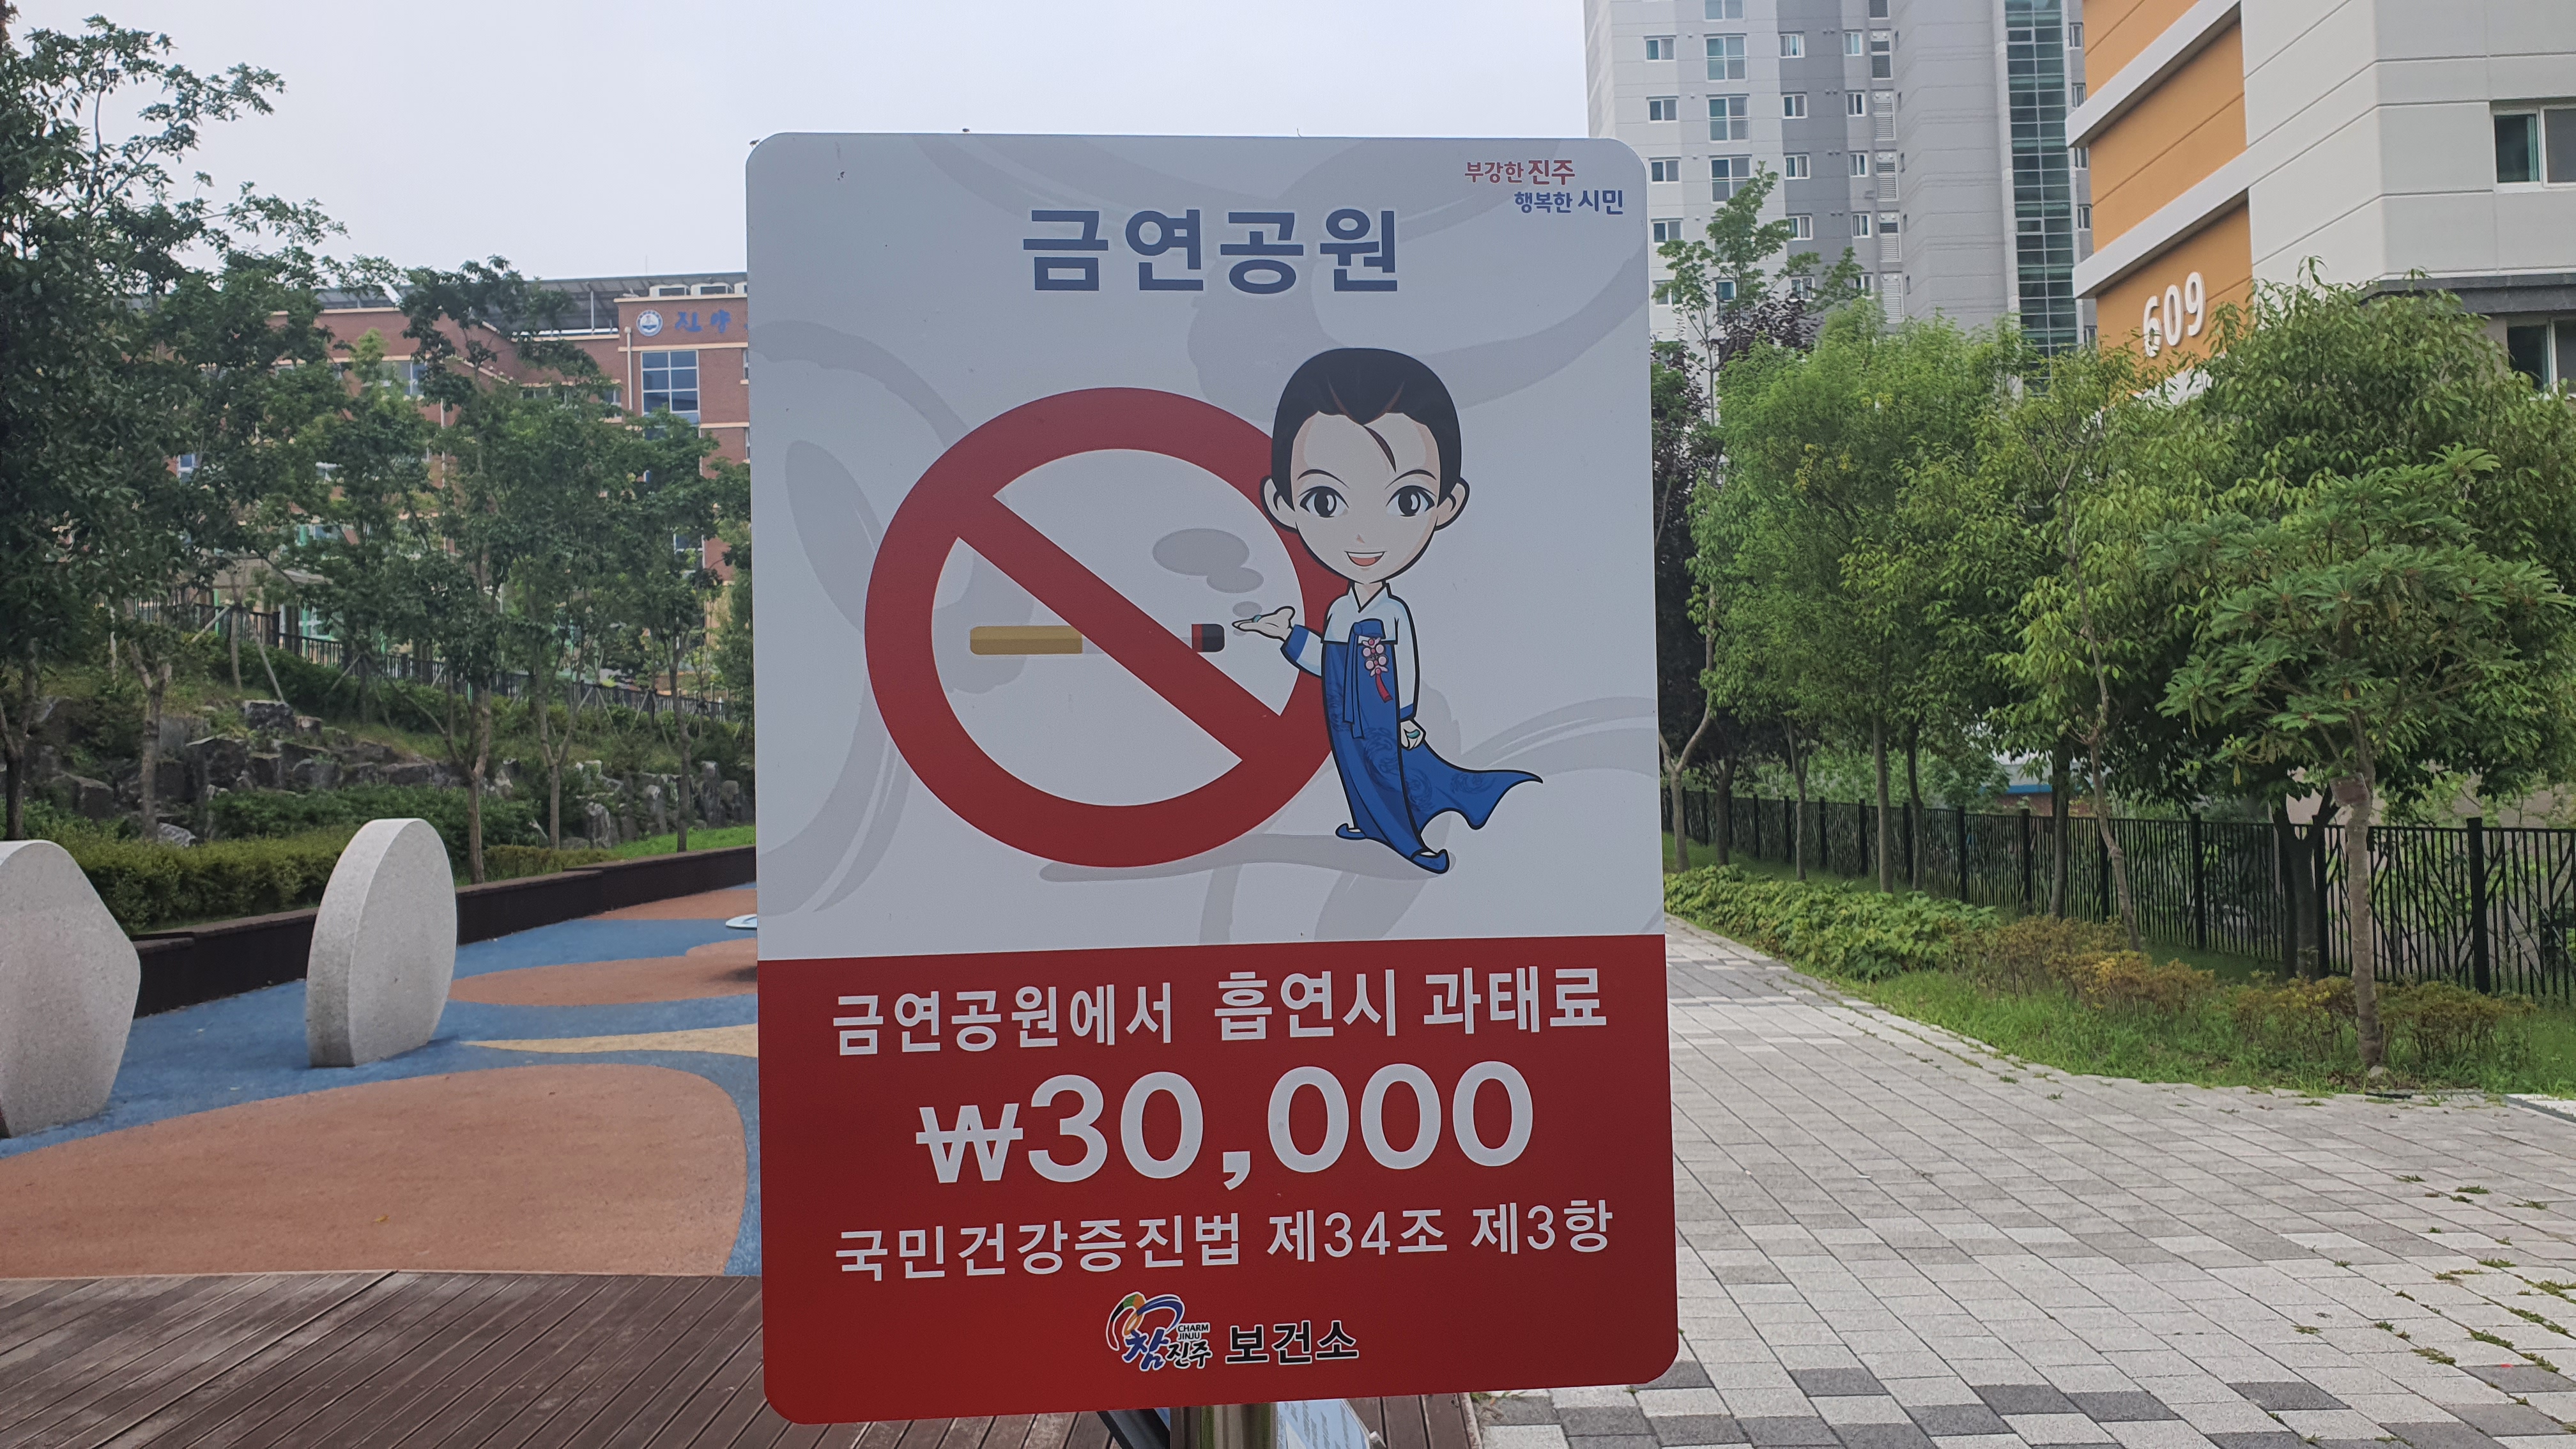 부강한 진주
행복한 시민
금연공원
금연공원에서 흡연시 과태료
₩30,000
국민건강증진법 제34조 제3항
CHARM
JINJU
참진주 보건소
진양
609